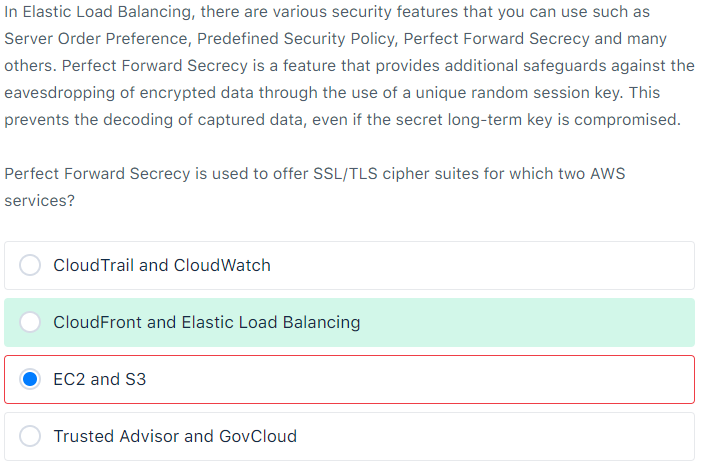 In Elastic Load Balancing, there are various security features that you can use such as
Server Order Preference, Predefined Security Policy, Perfect Forward Secrecy and many
others. Perfect Forward Secrecy is a feature that provides additional safeguards against the
eavesdropping of encrypted data through the use of a unique random session key. This
prevents the decoding of captured data, even if the secret long-term key is compromised.
Perfect Forward Secrecy is used to offer SSL/TLS cipher suites for which two AWS
services?
CloudTrail and CloudWatch
CloudFront and Elastic Load Balancing
EC2 and S3
Trusted Advisor and GovCloud